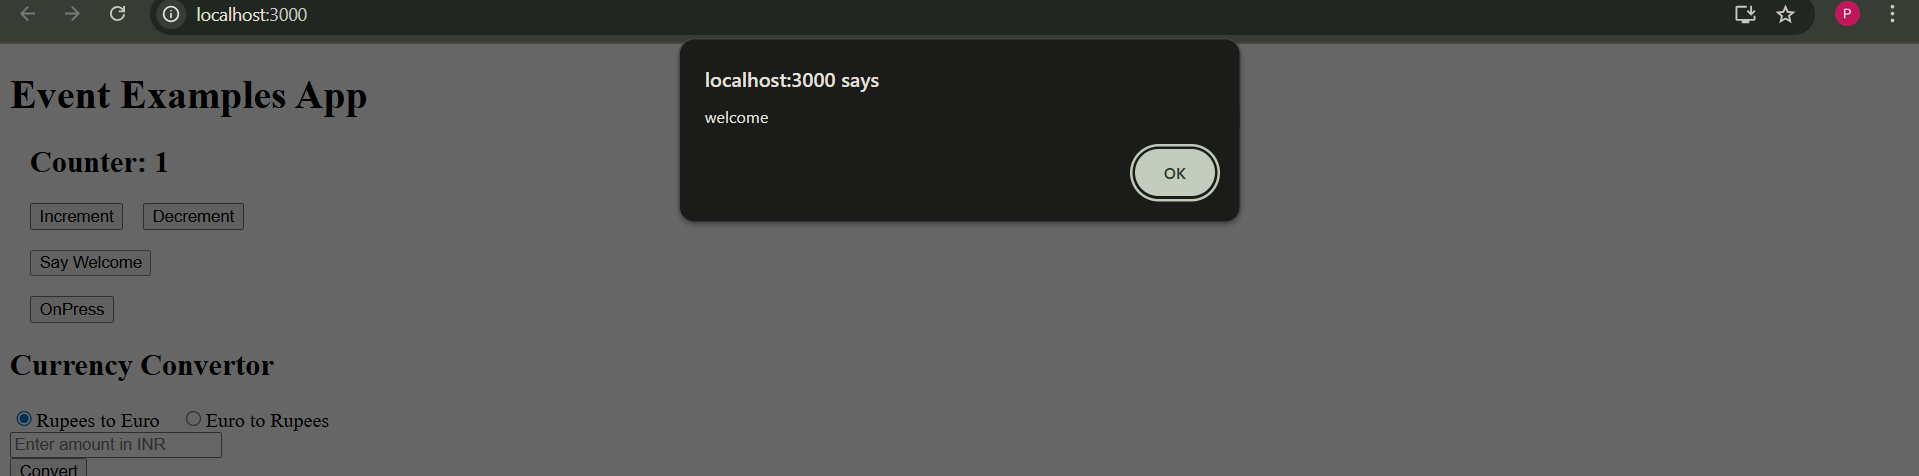 localhost:3000
P
localhost:3000 says
welcome
OK
Event Examples App
Counter: 1
Increment Decrement
Say Welcome
OnPress
Currency Convertor
Rupees to Euro Euro to Rupees
Enter amount in INR
Convert